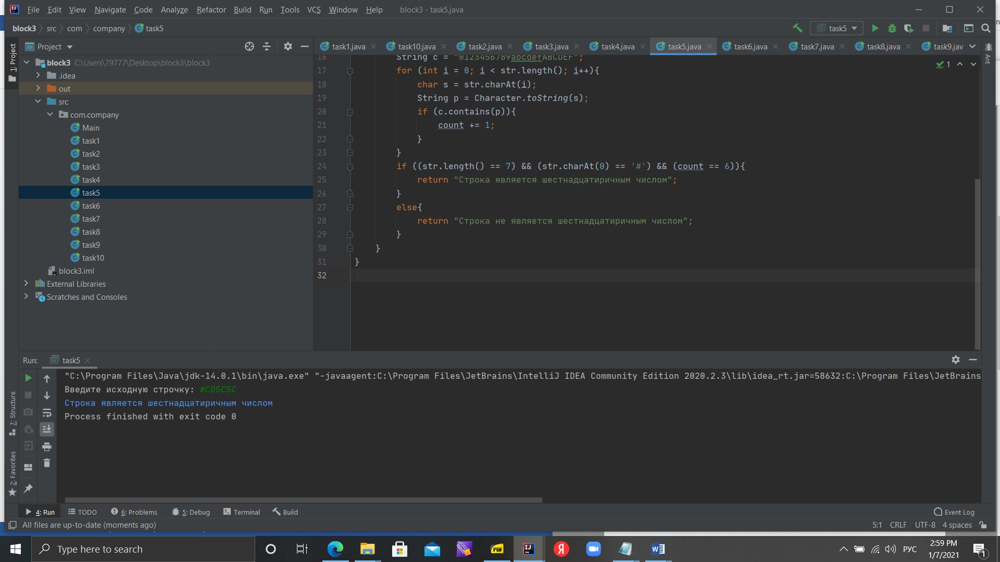 File Edit View Navigate Code Analyze Refactor Build Run Tools VCS Window Help block3 - task5.java
block3 src com company task5 task5
Project
task1.java task10.java task2.java task3.java task4.java task5.java task6.java task7.java task8.java task9.jav
1: Project
Ant
block3 C:\Users\79777\Desktop\block3\block3
.idea
out
src
com.company
Main
task1
task2
task3
task4
task5
task6
task7
task8
task9
task10
block3.iml
External Libraries
Scratches and Consoles
1
16 String c = "0123456789abcdefABCDEF";
17 for (int i = 0; i < str.length(); i++){
18 char s = str.charAt(i);
19 String p = Character.toString(s);
20 if (c.contains(p)){
21 count += 1;
22 }
23 }
24 if ((str.length() == 7) && (str.charAt(0) == '#') && (count == 6)){
25 return "Строка является шестнадцатиричным числом";
26 }
27 else{
28 return "Строка не является шестнадцатиричным числом";
29 }
30 }
31 }
32
Run: task5
"C:\Program Files\Java\jdk-14.0.1\bin\java.exe" "-javaagent:C:\Program Files\JetBrains\IntelliJ IDEA Community Edition 2020.2.3\lib\idea_rt.jar=58632:C:\Program Files\JetBrains
Введите исходную строчку: #CD5C5C
Строка является шестнадцатиричным числом
Process finished with exit code 0
7: Structure
2: Favorites
4: Run TODO 6: Problems 5: Debug Terminal Build Event Log
All files are up-to-date (moments ago) 5:1 CRLF UTF-8 4 spaces
Type here to search
PDF
IJ
Я
РУС
2:59 PM
1/7/2021
1